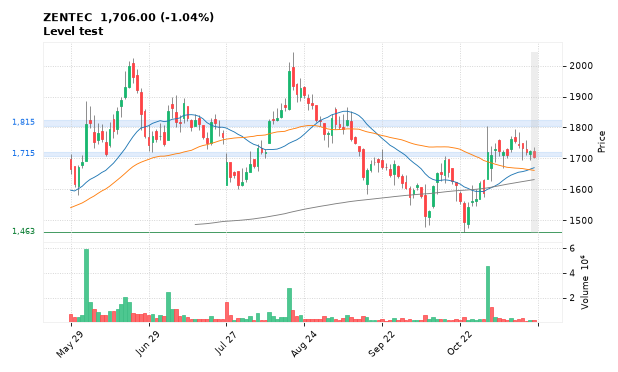 ZENTEC 1,706.00 (-1.04%)
Level test
2000
1900
1.815
1800
1.715
1700
1600
1500
1.463
Price
6
4
2
Volume 10⁶
May 29
Jun 29
Jul 27
Aug 24
Sep 22
Oct 22